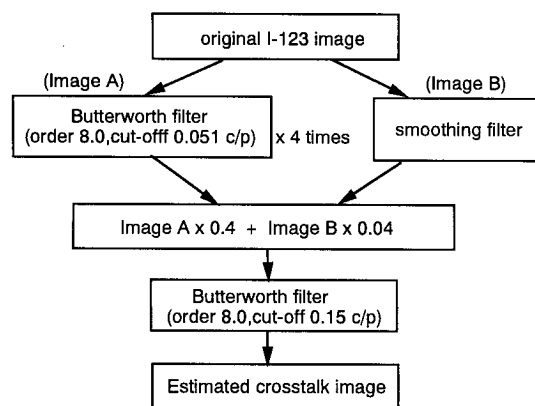 original I-123 image
(Image A)
(Image B)
Butterworth filter
(order 8.0,cut-offf 0.051 c/p)
x 4 times
smoothing filter
Image A x 0.4 + Image B x 0.04
Butterworth filter
(order 8.0,cut-off 0.15 c/p)
Estimated crosstalk image